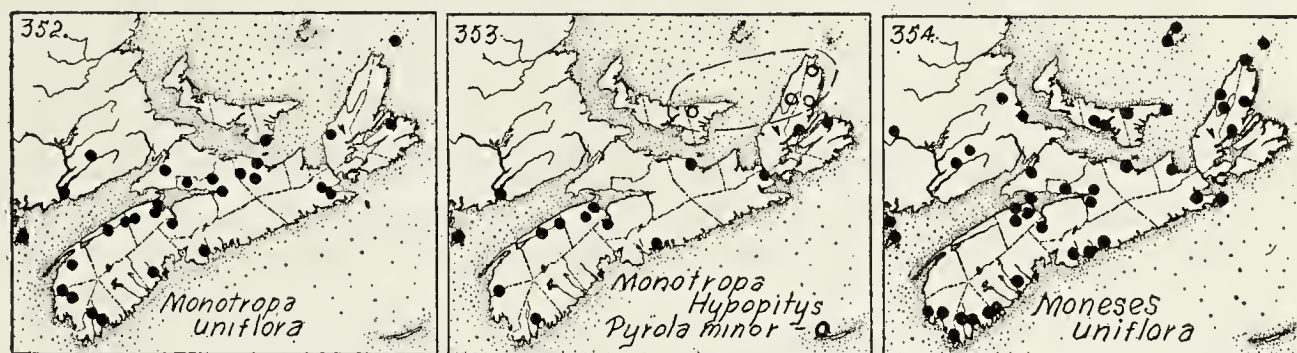 352.
Monotropa
uniflora
353
Monotropa
Hypopitys
Pyrola minor – o
354
Moneses
uniflora